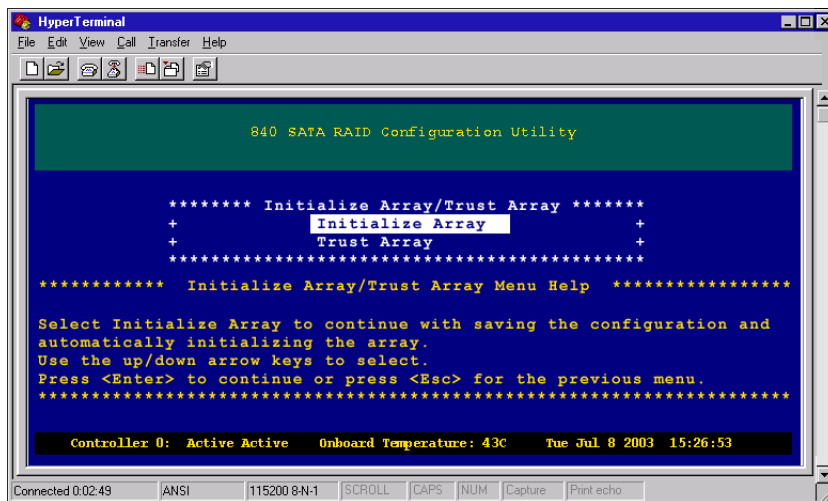 HyperTerminal
File Edit View Call Transfer Help
840 SATA RAID Configuration Utility
******** Initialize Array/Trust Array *******
+ Initialize Array +
+ Trust Array +
*********************************************
************ Initialize Array/Trust Array Menu Help *****************
Select Initialize Array to continue with saving the configuration and
automatically initializing the array.
Use the up/down arrow keys to select.
Press <Enter> to continue or press <Esc> for the previous menu.
***********************************************************************
Controller 0: Active Active Onboard Temperature: 43C Tue Jul 8 2003 15:26:53
Connected 0:02:49 ANSI 115200 8-N-1 SCROLL CAPS NUM Capture Print echo